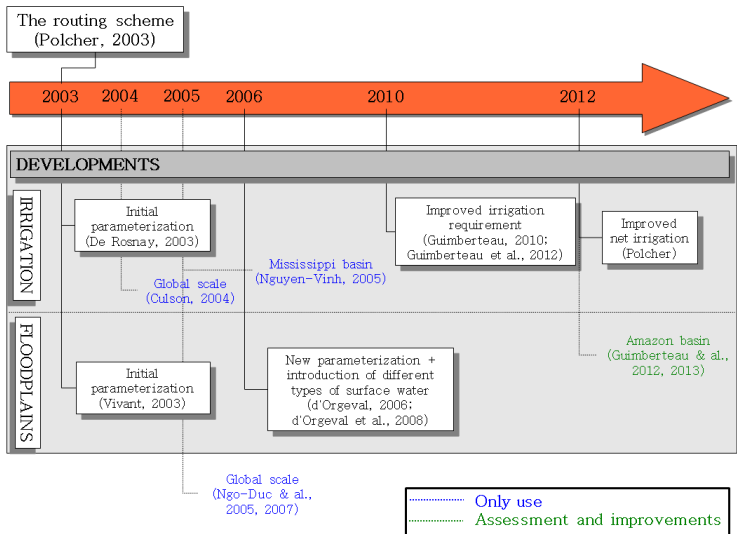 The routing scheme
(Polcher, 2003)
2003
2004
2005
2006
2010
2012
DEVELOPMENTS
IRRIGATION
Initial
parameterization
(De Rosnay, 2003)
Global scale
(Culson, 2004)
Mississippi basin
(Nguyen-Vinh, 2005)
Improved irrigation
requirement
(Guimberteau, 2010;
Guimberteau et al., 2012)
Improved
net irrigation
(Polcher)
FLOODPLAINS
Initial
parameterization
(Vivant, 2003)
New parameterization +
introduction of different
types of surface water
(d'Orgeval, 2006;
d'Orgeval et al., 2008)
Amazon basin
(Guimberteau & al.,
2012, 2013)
Global scale
(Ngo-Duc & al.,
2005, 2007)
Only use
Assessment and improvements